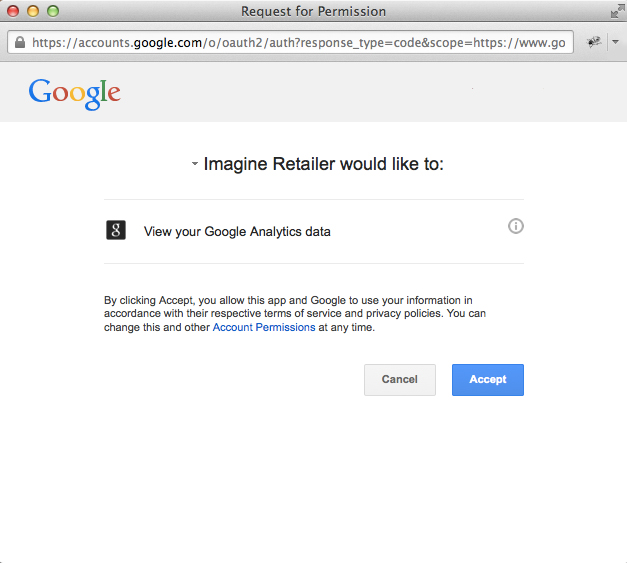 Request for Permission
https://accounts.google.com/o/oauth2/auth?response_type=code&scope=https://www.go
Google
Imagine Retailer would like to:
g
View your Google Analytics data
i
By clicking Accept, you allow this app and Google to use your information in
accordance with their respective terms of service and privacy policies. You can
change this and other Account Permissions at any time.
Cancel
Accept